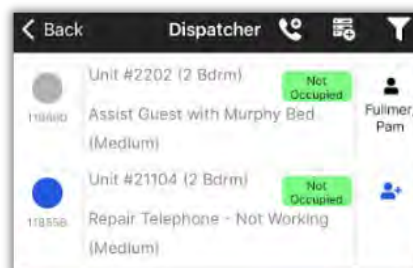 Back Dispatcher
Unit #2202 (2 Bdrm)
Not
Occupied
Assist Guest with Murphy Bed
(Medium)
Fullmer,
Pam
Unit #21104 (2 Bdrm)
Not
Occupied
Repair Telephone - Not Working
(Medium)